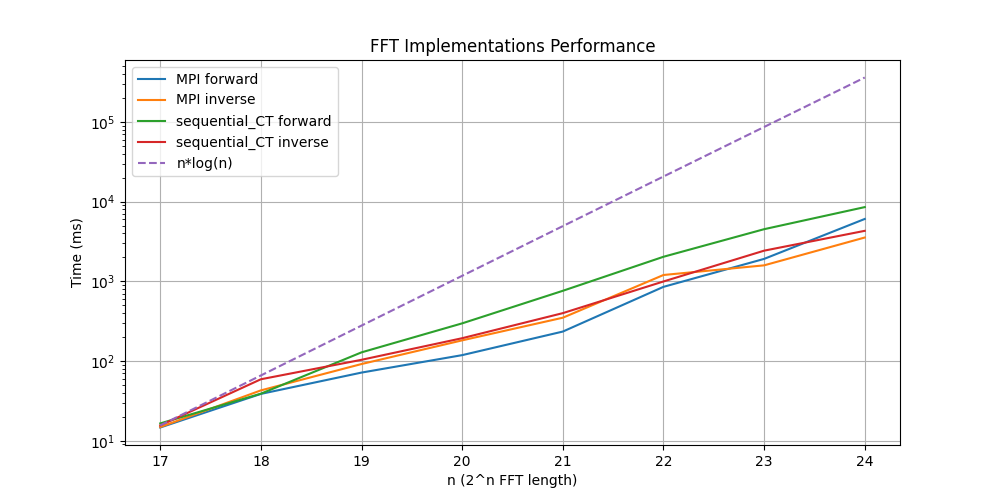 FFT Implementations Performance
MPI forward
MPI inverse
sequential_CT forward
sequential_CT inverse
n*log(n)
Time (ms)
10^5
10^4
10^3
10^2
10^1
17 18 19 20 21 22 23 24
n (2^n FFT length)